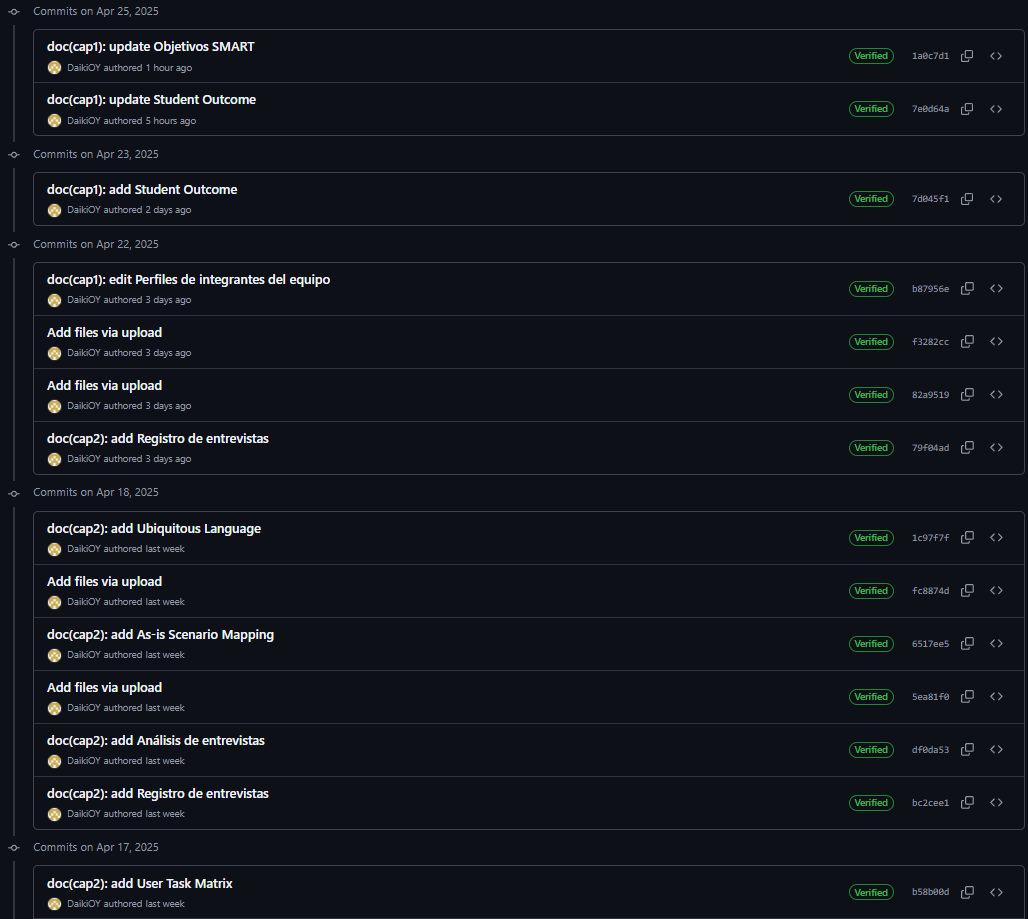 Commits on Apr 25, 2025
doc(cap1): update Objetivos SMART
DaikiOY authored 1 hour ago
Verified
1a0c7d1
doc(cap1): update Student Outcome
DaikiOY authored 5 hours ago
Verified
7e0d64a
Commits on Apr 23, 2025
doc(cap1): add Student Outcome
DaikiOY authored 2 days ago
Verified
7d045f1
Commits on Apr 22, 2025
doc(cap1): edit Perfiles de integrantes del equipo
DaikiOY authored 3 days ago
Verified
b87956e
Add files via upload
DaikiOY authored 3 days ago
Verified
f3282cc
Add files via upload
DaikiOY authored 3 days ago
Verified
82a9519
doc(cap2): add Registro de entrevistas
DaikiOY authored 3 days ago
Verified
79f04ad
Commits on Apr 18, 2025
doc(cap2): add Ubiquitous Language
DaikiOY authored last week
Verified
1c97f7f
Add files via upload
DaikiOY authored last week
Verified
fc8874d
doc(cap2): add As-is Scenario Mapping
DaikiOY authored last week
Verified
6517ee5
Add files via upload
DaikiOY authored last week
Verified
5ea81f0
doc(cap2): add Análisis de entrevistas
DaikiOY authored last week
Verified
df0da53
doc(cap2): add Registro de entrevistas
DaikiOY authored last week
Verified
bc2cee1
Commits on Apr 17, 2025
doc(cap2): add User Task Matrix
DaikiOY authored last week
Verified
b58b00d